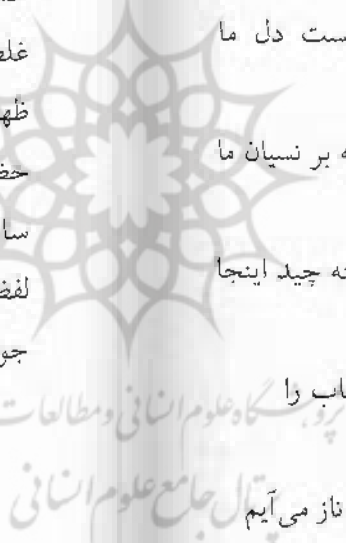 ست دل ما
ه بر نسیان ما
نه چید اینجا
اب را
ناز می‌آیم
غلط
ظهو
حض
سا
لفظ
جو
پژوهشگاه علوم انسانی و مطالعات
پرتال جامع علوم انسانی